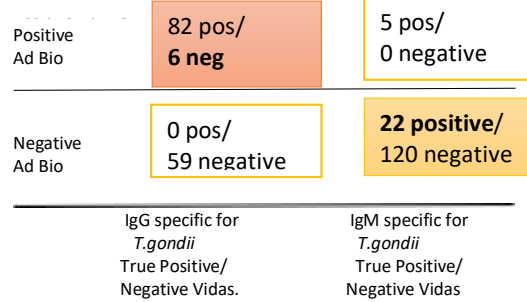 Positive
Ad Bio
82 pos/
6 neg
5 pos/
0 negative
Negative
Ad Bio
0 pos/
59 negative
22 positive/
120 negative
IgG specific for
T.gondii
True Positive/
Negative Vidas.
IgM specific for
T.gondii
True Positive/
Negative Vidas